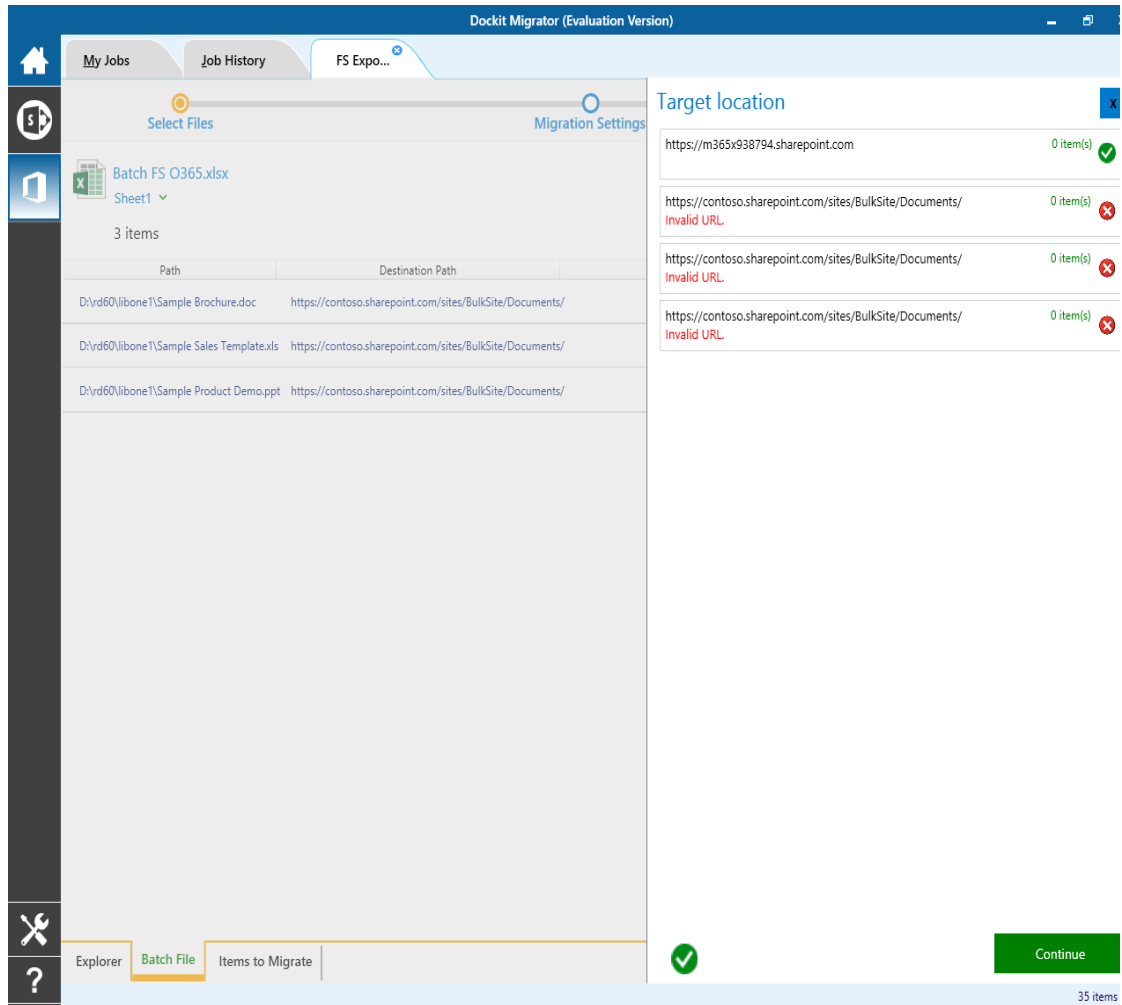 Dockit Migrator (Evaluation Version)
My Jobs
Job History
FS Expo...
Select Files
Migration Settings
Batch FS O365.xlsx
Sheet1
3 items
Path
Destination Path
D:\rd60\libone1\Sample Brochure.doc
https://contoso.sharepoint.com/sites/BulkSite/Documents/
D:\rd60\libone1\Sample Sales Template.xls
https://contoso.sharepoint.com/sites/BulkSite/Documents/
D:\rd60\libone1\Sample Product Demo.ppt
https://contoso.sharepoint.com/sites/BulkSite/Documents/
Target location
X
https://m365x938794.sharepoint.com
0 item(s)
https://contoso.sharepoint.com/sites/BulkSite/Documents/
0 item(s)
Invalid URL.
https://contoso.sharepoint.com/sites/BulkSite/Documents/
0 item(s)
Invalid URL.
https://contoso.sharepoint.com/sites/BulkSite/Documents/
0 item(s)
Invalid URL.
Explorer
Batch File
Items to Migrate
Continue
35 items